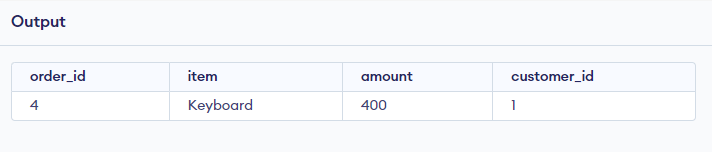 Output
order_id item amount customer_id
4 Keyboard 400 1